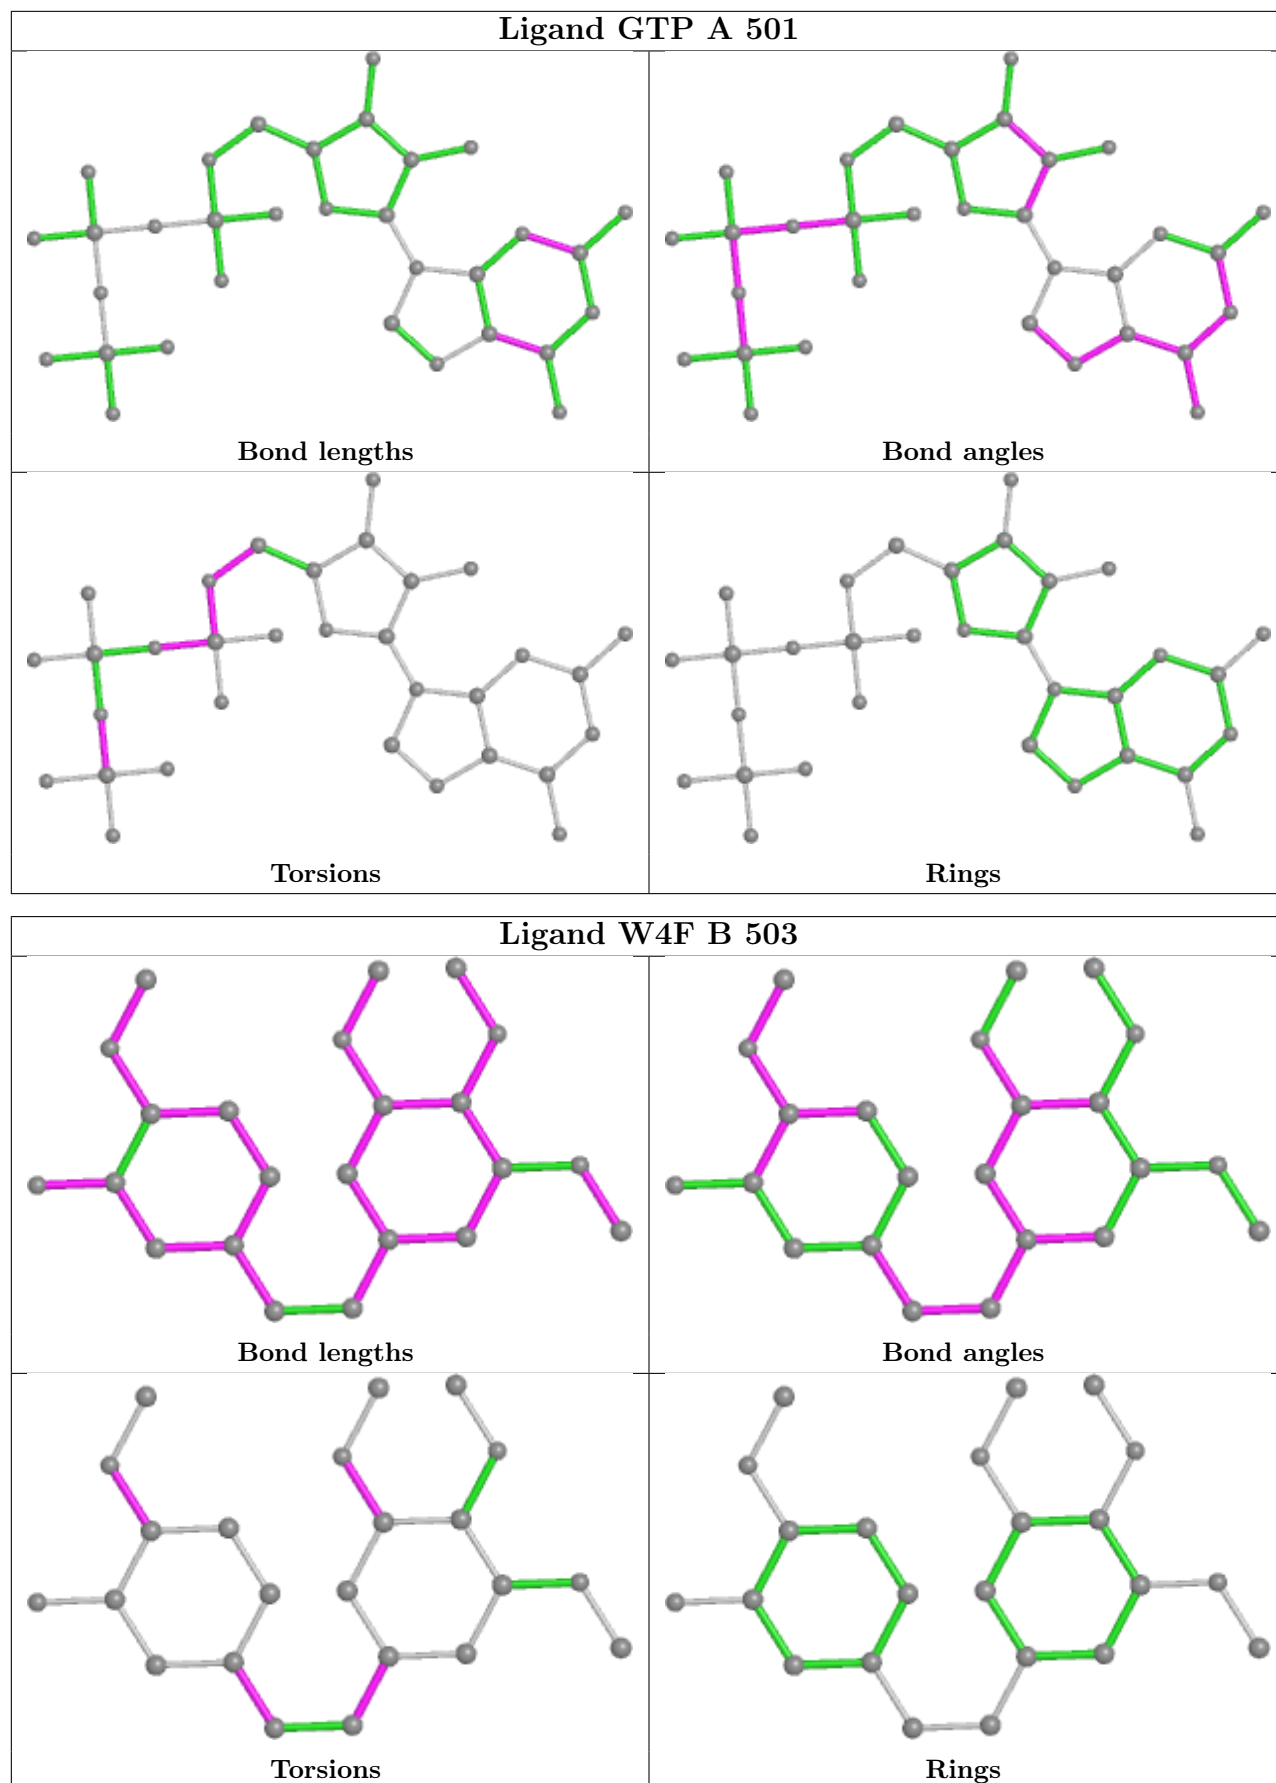 Ligand GTP A 501
Bond lengths
Bond angles
Torsions
Rings
Ligand W4F B 503
Bond lengths
Bond angles
Torsions
Rings